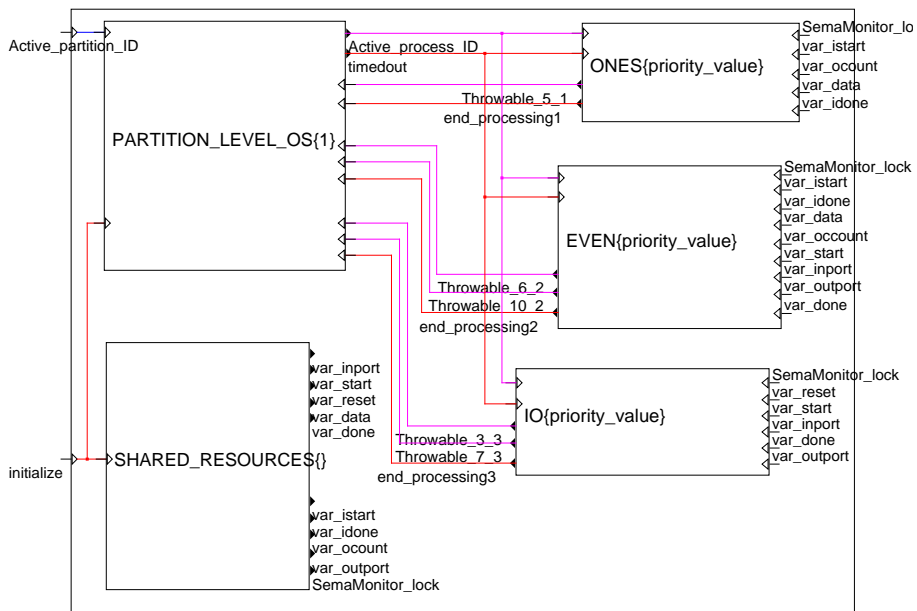 Active_partition_ID
PARTITION_LEVEL_OS{1}
Active_process_ID
timedout
Throwable_5_1
end_processing1
ONES{priority_value}
SemaMonitor_lo
var_istart
var_ocount
var_data
var_idone
EVEN{priority_value}
SemaMonitor_lock
var_istart
var_idone
var_data
var_occount
var_start
var_inport
var_outport
var_done
Throwable_6_2
Throwable_10_2
end_processing2
IO{priority_value}
SemaMonitor_lock
var_reset
var_start
var_inport
var_done
var_outport
Throwable_3_3
Throwable_7_3
end_processing3
initialize
SHARED_RESOURCES{}
var_inport
var_start
var_reset
var_data
var_done
var_istart
var_idone
var_ocount
var_outport
SemaMonitor_lock